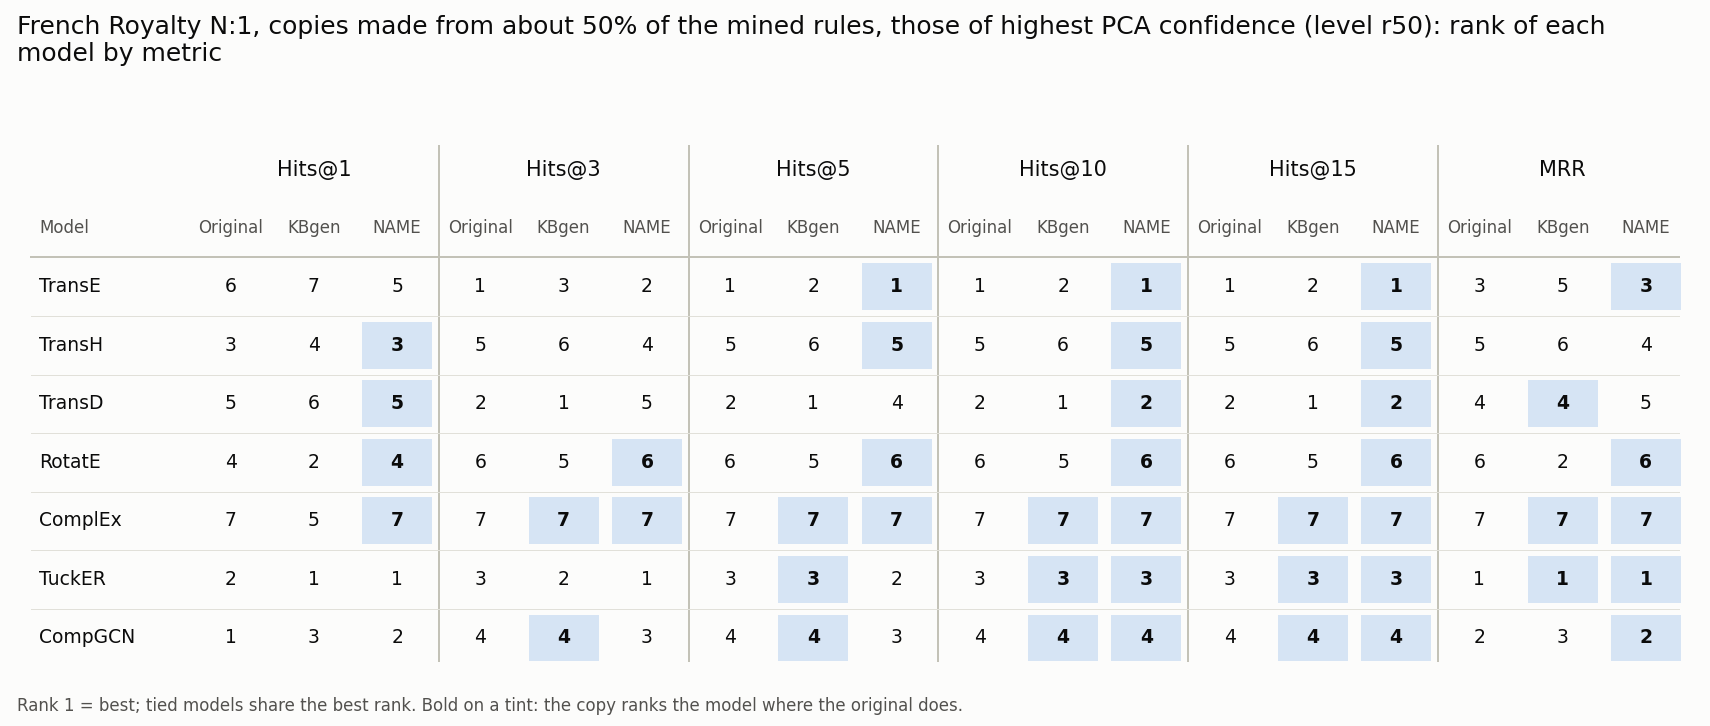 French Royalty N:1, copies made from about 50% of the mined rules, those of highest PCA confidence (level r50): rank of each
model by metric
Hits@1 Hits@3 Hits@5 Hits@10 Hits@15 MRR
Model Original KBgen NAME Original KBgen NAME Original KBgen NAME Original KBgen NAME Original KBgen NAME Original KBgen NAME
TransE 6 7 5 1 3 2 1 2 1 1 2 1 1 2 1 3 5 3
TransH 3 4 3 5 6 4 5 6 5 5 6 5 5 6 5 5 6 4
TransD 5 6 5 2 1 5 2 1 4 2 1 2 2 1 2 4 4 5
RotatE 4 2 4 6 5 6 6 5 6 6 5 6 6 5 6 6 2 6
ComplEx 7 5 7 7 7 7 7 7 7 7 7 7 7 7 7 7 7 7
TuckER 2 1 1 3 2 1 3 3 2 3 3 3 3 3 3 1 1 1
CompGCN 1 3 2 4 4 3 4 4 3 4 4 4 4 4 4 2 3 2
Rank 1 = best; tied models share the best rank. Bold on a tint: the copy ranks the model where the original does.